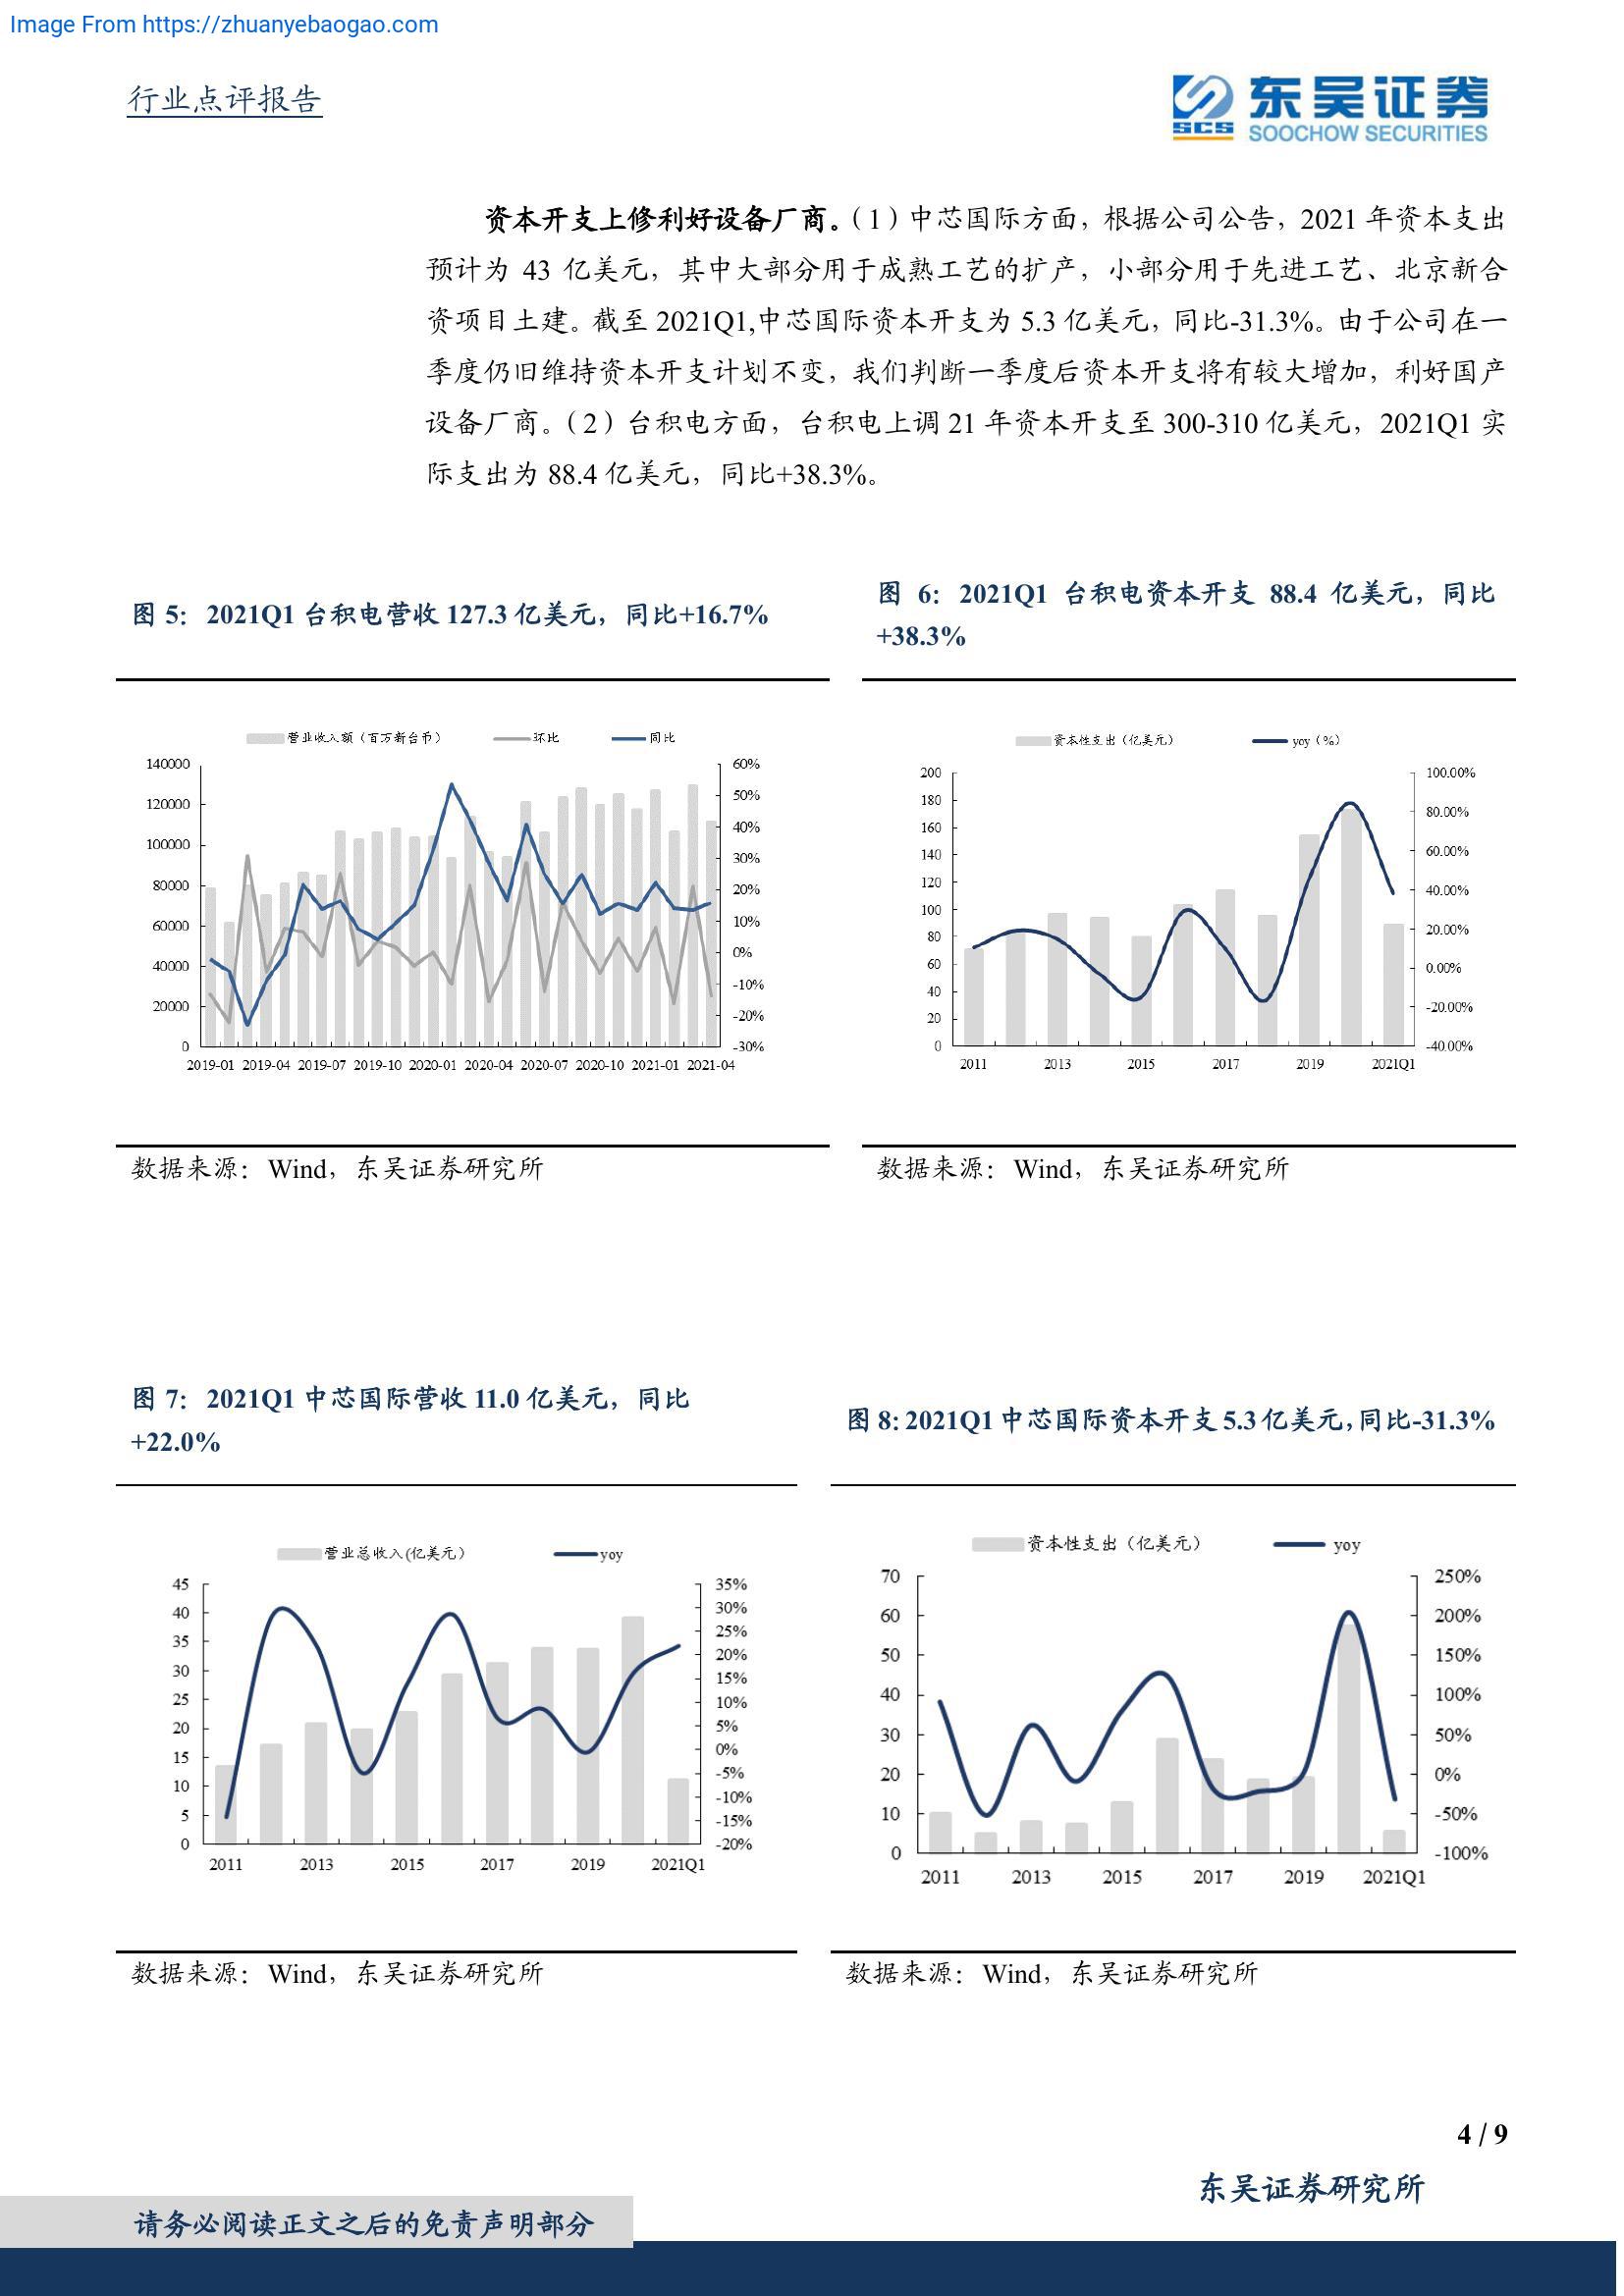 Image From https://zhuanyebaogao.com
行业点评报告
东吴证券
SCS
SOOCHOW SECURITIES
资本开支上修利好设备厂商。（1）中芯国际方面，根据公司公告，2021 年资本支出
预计为 43 亿美元，其中大部分用于成熟工艺的扩产，小部分用于先进工艺、北京新合
资项目土建。截至 2021Q1,中芯国际资本开支为 5.3 亿美元，同比-31.3%。由于公司在一
季度仍旧维持资本开支计划不变，我们判断一季度后资本开支将有较大增加，利好国产
设备厂商。（2）台积电方面，台积电上调 21 年资本开支至 300-310 亿美元，2021Q1 实
际支出为 88.4 亿美元，同比+38.3%。
图 5：2021Q1 台积电营收 127.3 亿美元，同比+16.7%
营业收入额（百万新台币） 环比 同比
140000 60%
120000 50%
100000 40%
80000 30%
60000 20%
40000 10%
20000 0%
0 -10%
-20%
-30%
2019-01 2019-04 2019-07 2019-10 2020-01 2020-04 2020-07 2020-10 2021-01 2021-04
数据来源：Wind，东吴证券研究所
图 6：2021Q1 台积电资本开支 88.4 亿美元，同比
+38.3%
资本性支出（亿美元） yoy（%）
200 100.00%
180 80.00%
160 60.00%
140 40.00%
120 20.00%
100 0.00%
80 -20.00%
60 -40.00%
40
20
0
2011 2013 2015 2017 2019 2021Q1
数据来源：Wind，东吴证券研究所
图 7：2021Q1 中芯国际营收 11.0 亿美元，同比
+22.0%
营业总收入(亿美元） yoy
45 35%
40 30%
35 25%
30 20%
25 15%
20 10%
15 5%
10 0%
5 -5%
0 -10%
-15%
-20%
2011 2013 2015 2017 2019 2021Q1
数据来源：Wind，东吴证券研究所
图 8：2021Q1 中芯国际资本开支 5.3 亿美元，同比-31.3%
资本性支出（亿美元） yoy
70 250%
60 200%
50 150%
40 100%
30 50%
20 0%
10 -50%
0 -100%
2011 2013 2015 2017 2019 2021Q1
数据来源：Wind，东吴证券研究所
4 / 9
东吴证券研究所
请务必阅读正文之后的免责声明部分